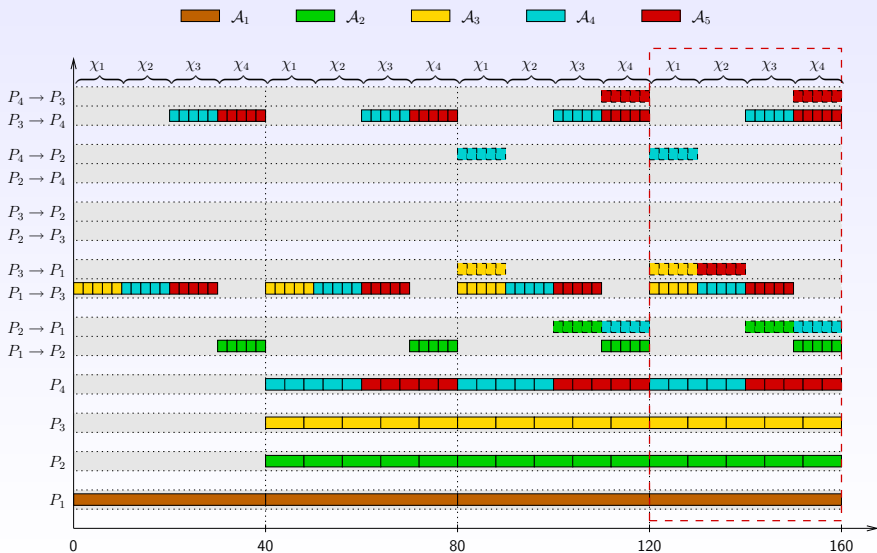 𝒜₁ 𝒜₂ 𝒜₃ 𝒜₄ 𝒜₅
χ₁ χ₂ χ₃ χ₄ χ₁ χ₂ χ₃ χ₄ χ₁ χ₂ χ₃ χ₄ χ₁ χ₂ χ₃ χ₄
P₄ → P₃
P₃ → P₄
P₄ → P₂
P₂ → P₄
P₃ → P₂
P₂ → P₃
P₃ → P₁
P₁ → P₃
P₂ → P₁
P₁ → P₂
P₄
P₃
P₂
P₁
0 40 80 120 160